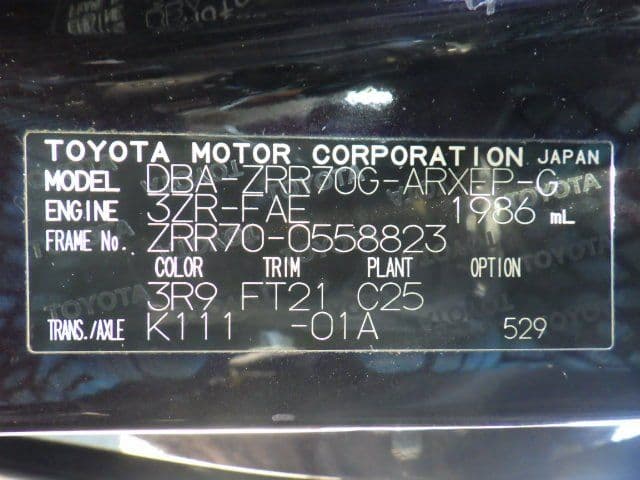 TOYOTA MOTOR CORPORATION JAPAN
MODEL DBA-ZRR70G-ARXEP-G
ENGINE 3ZR-FAE 1986 mL
FRAME No. ZRR70-0558823
COLOR TRIM PLANT OPTION
3R9 FT21 C25
TRANS./AXLE K111 -01A 529